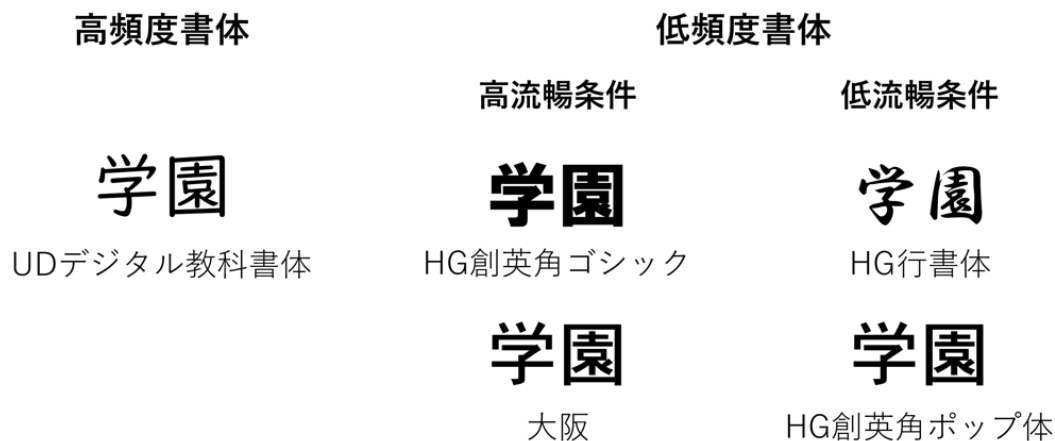 高頻度書体
低頻度書体
高流暢条件
低流暢条件
学園
学園
学園
UDデジタル教科書体
HG創英角ゴシック
HG行書体
学園
学園
大阪
HG創英角ポップ体